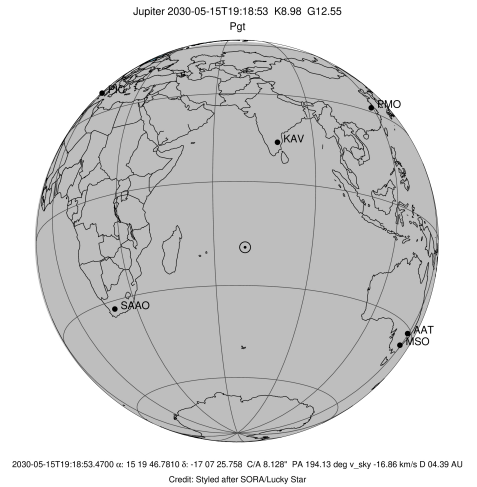 Jupiter 2030-05-15T19:18:53 K8.98 G12.55
Pgt
PMO
KAV
SAAO
AAT
MSO
2030-05-15T19:18:53.4700 α: 15 19 46.7810 δ: -17 07 25.758 C/A 8.128" PA 194.13 deg v_sky -16.86 km/s D 04.39 AU
Credit: Styled after SORA/Lucky Star